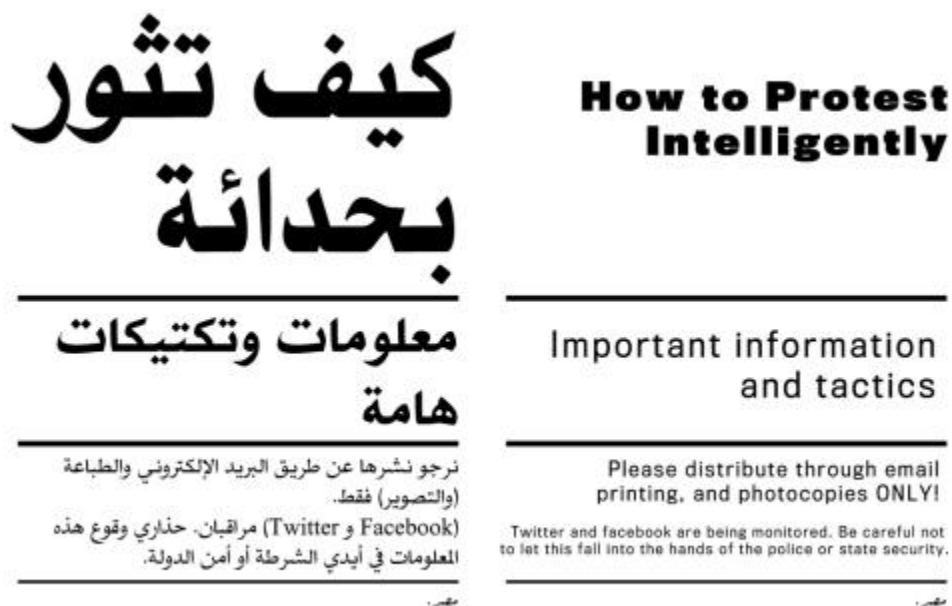 كيف تثور
بحداثة
معلومات وتكتيكات
هامة
نرجو نشرها عن طريق البريد الإلكتروني والطباعة
(والتصوير) فقط.
(Facebook و Twitter) مراقبان. حذاري وقوع هذه
المعلومات في أيدي الشرطة أو أمن الدولة.
How to Protest
Intelligently
Important information
and tactics
Please distribute through email
printing, and photocopies ONLY!
Twitter and facebook are being monitored. Be careful not
to let this fall into the hands of the police or state security.